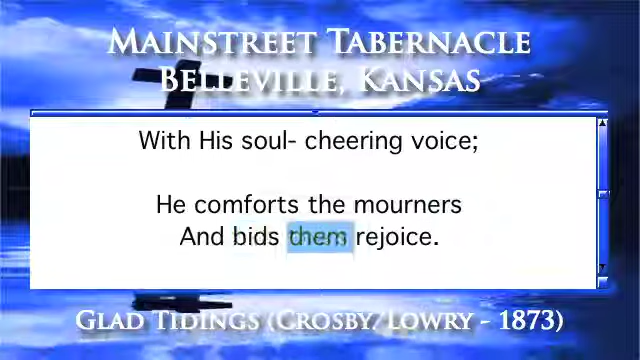 MAINSTREET TABERNACLE
BELLEVILLE, KANSAS
With His soul- cheering voice;
He comforts the mourners
And bids them rejoice.
GLAD TIDINGS (CROSBY/LOWRY - 1873)